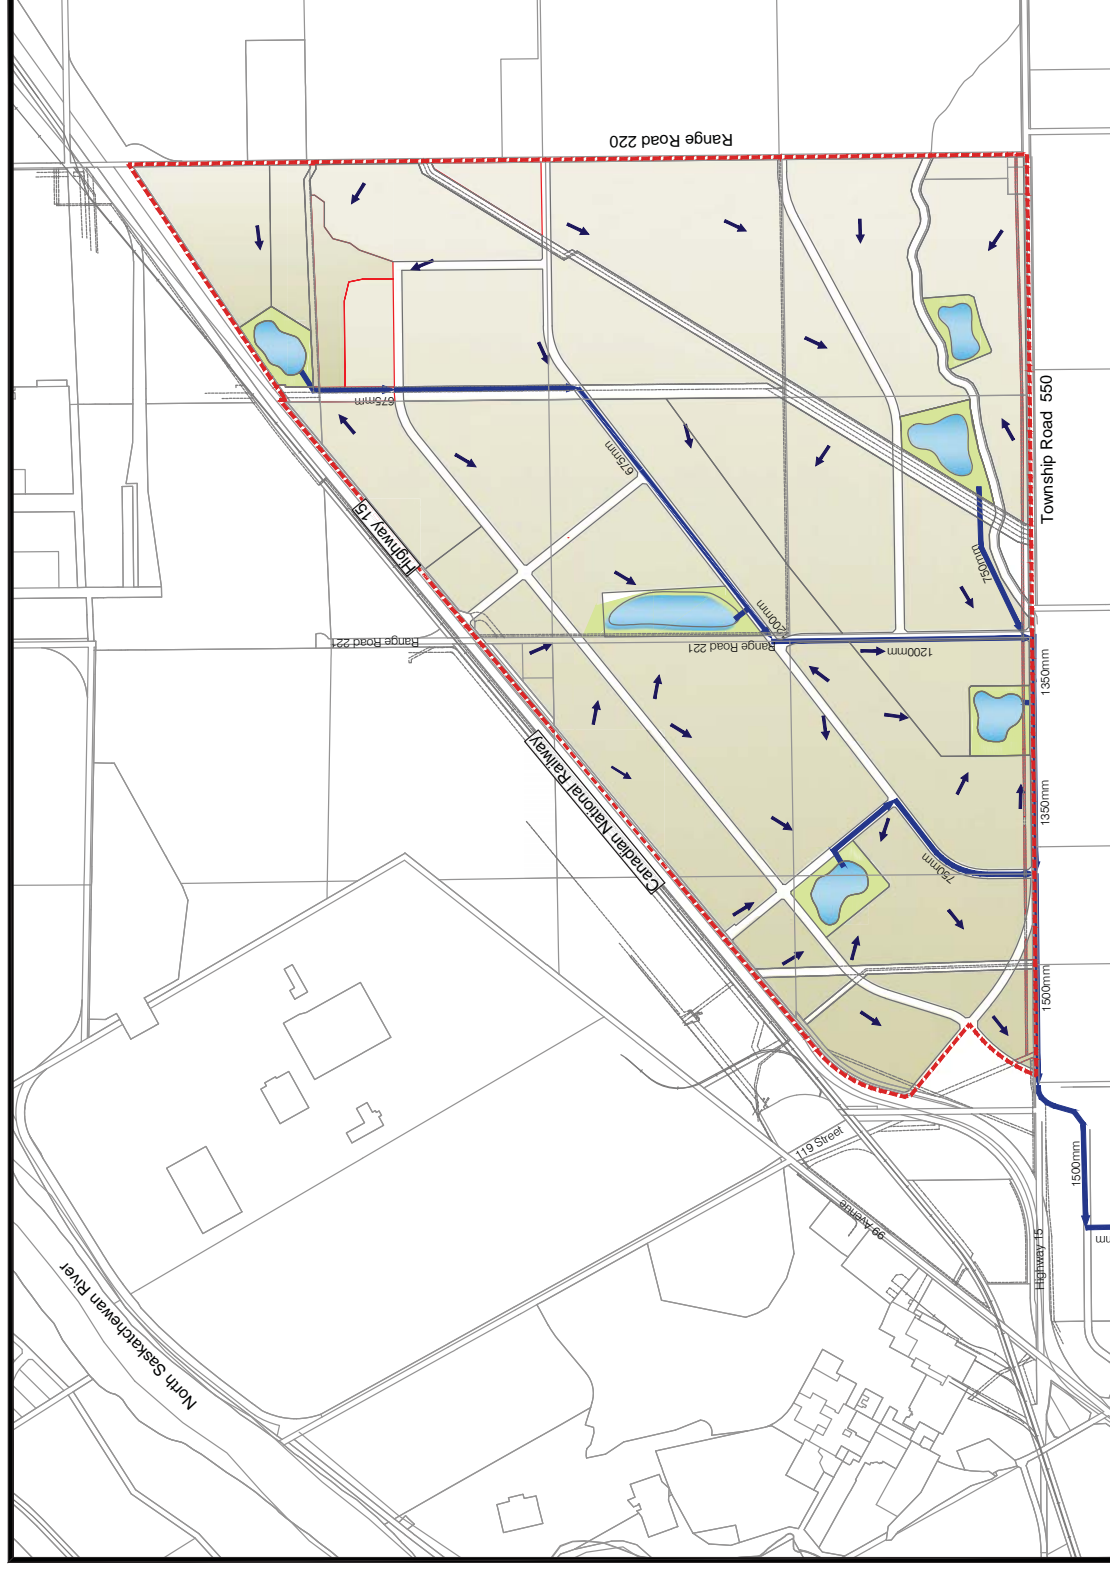 Range Road 220
675mm
Township Road 550
675mm
Highway 15
750mm
1200mm
Range Road 221
Range Road 221
1200mm
1350mm
Canadian National Railway
1350mm
750mm
1500mm
119 Street
1500mm
99 Avenue
Highway 15
North Saskatchewan River